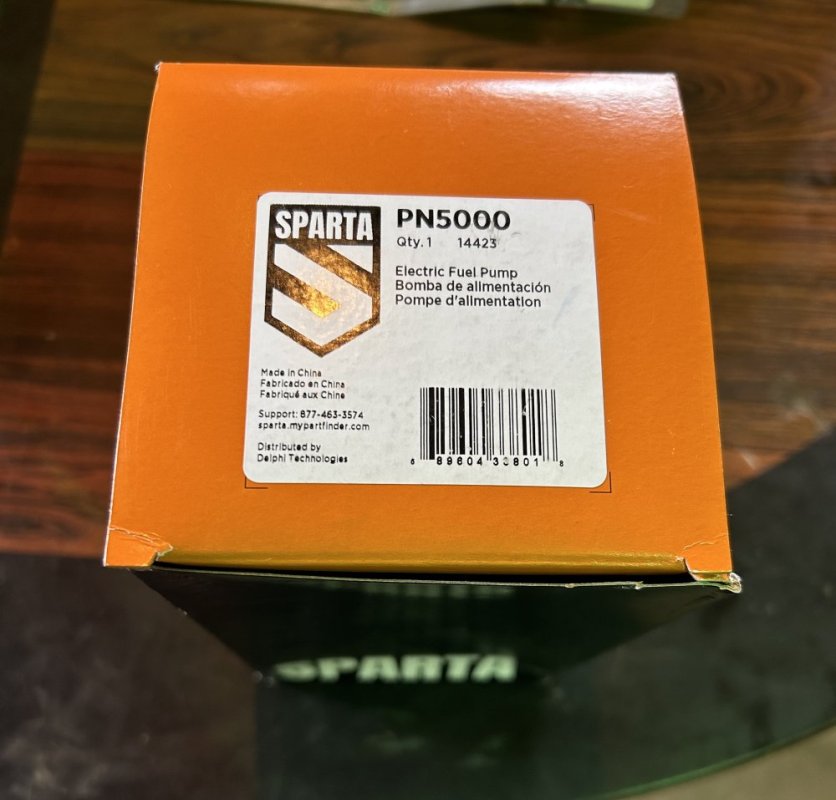 SPARTA
PN5000
Qty. 1 14423
Electric Fuel Pump
Bomba de alimentación
Pompe d'alimentation
Made in China
Fabricado en China
Fabriqué aux Chine
Support: 877-463-3574
sparta.mypartfinder.com
Distributed by
Delphi Technologies
SPARTA